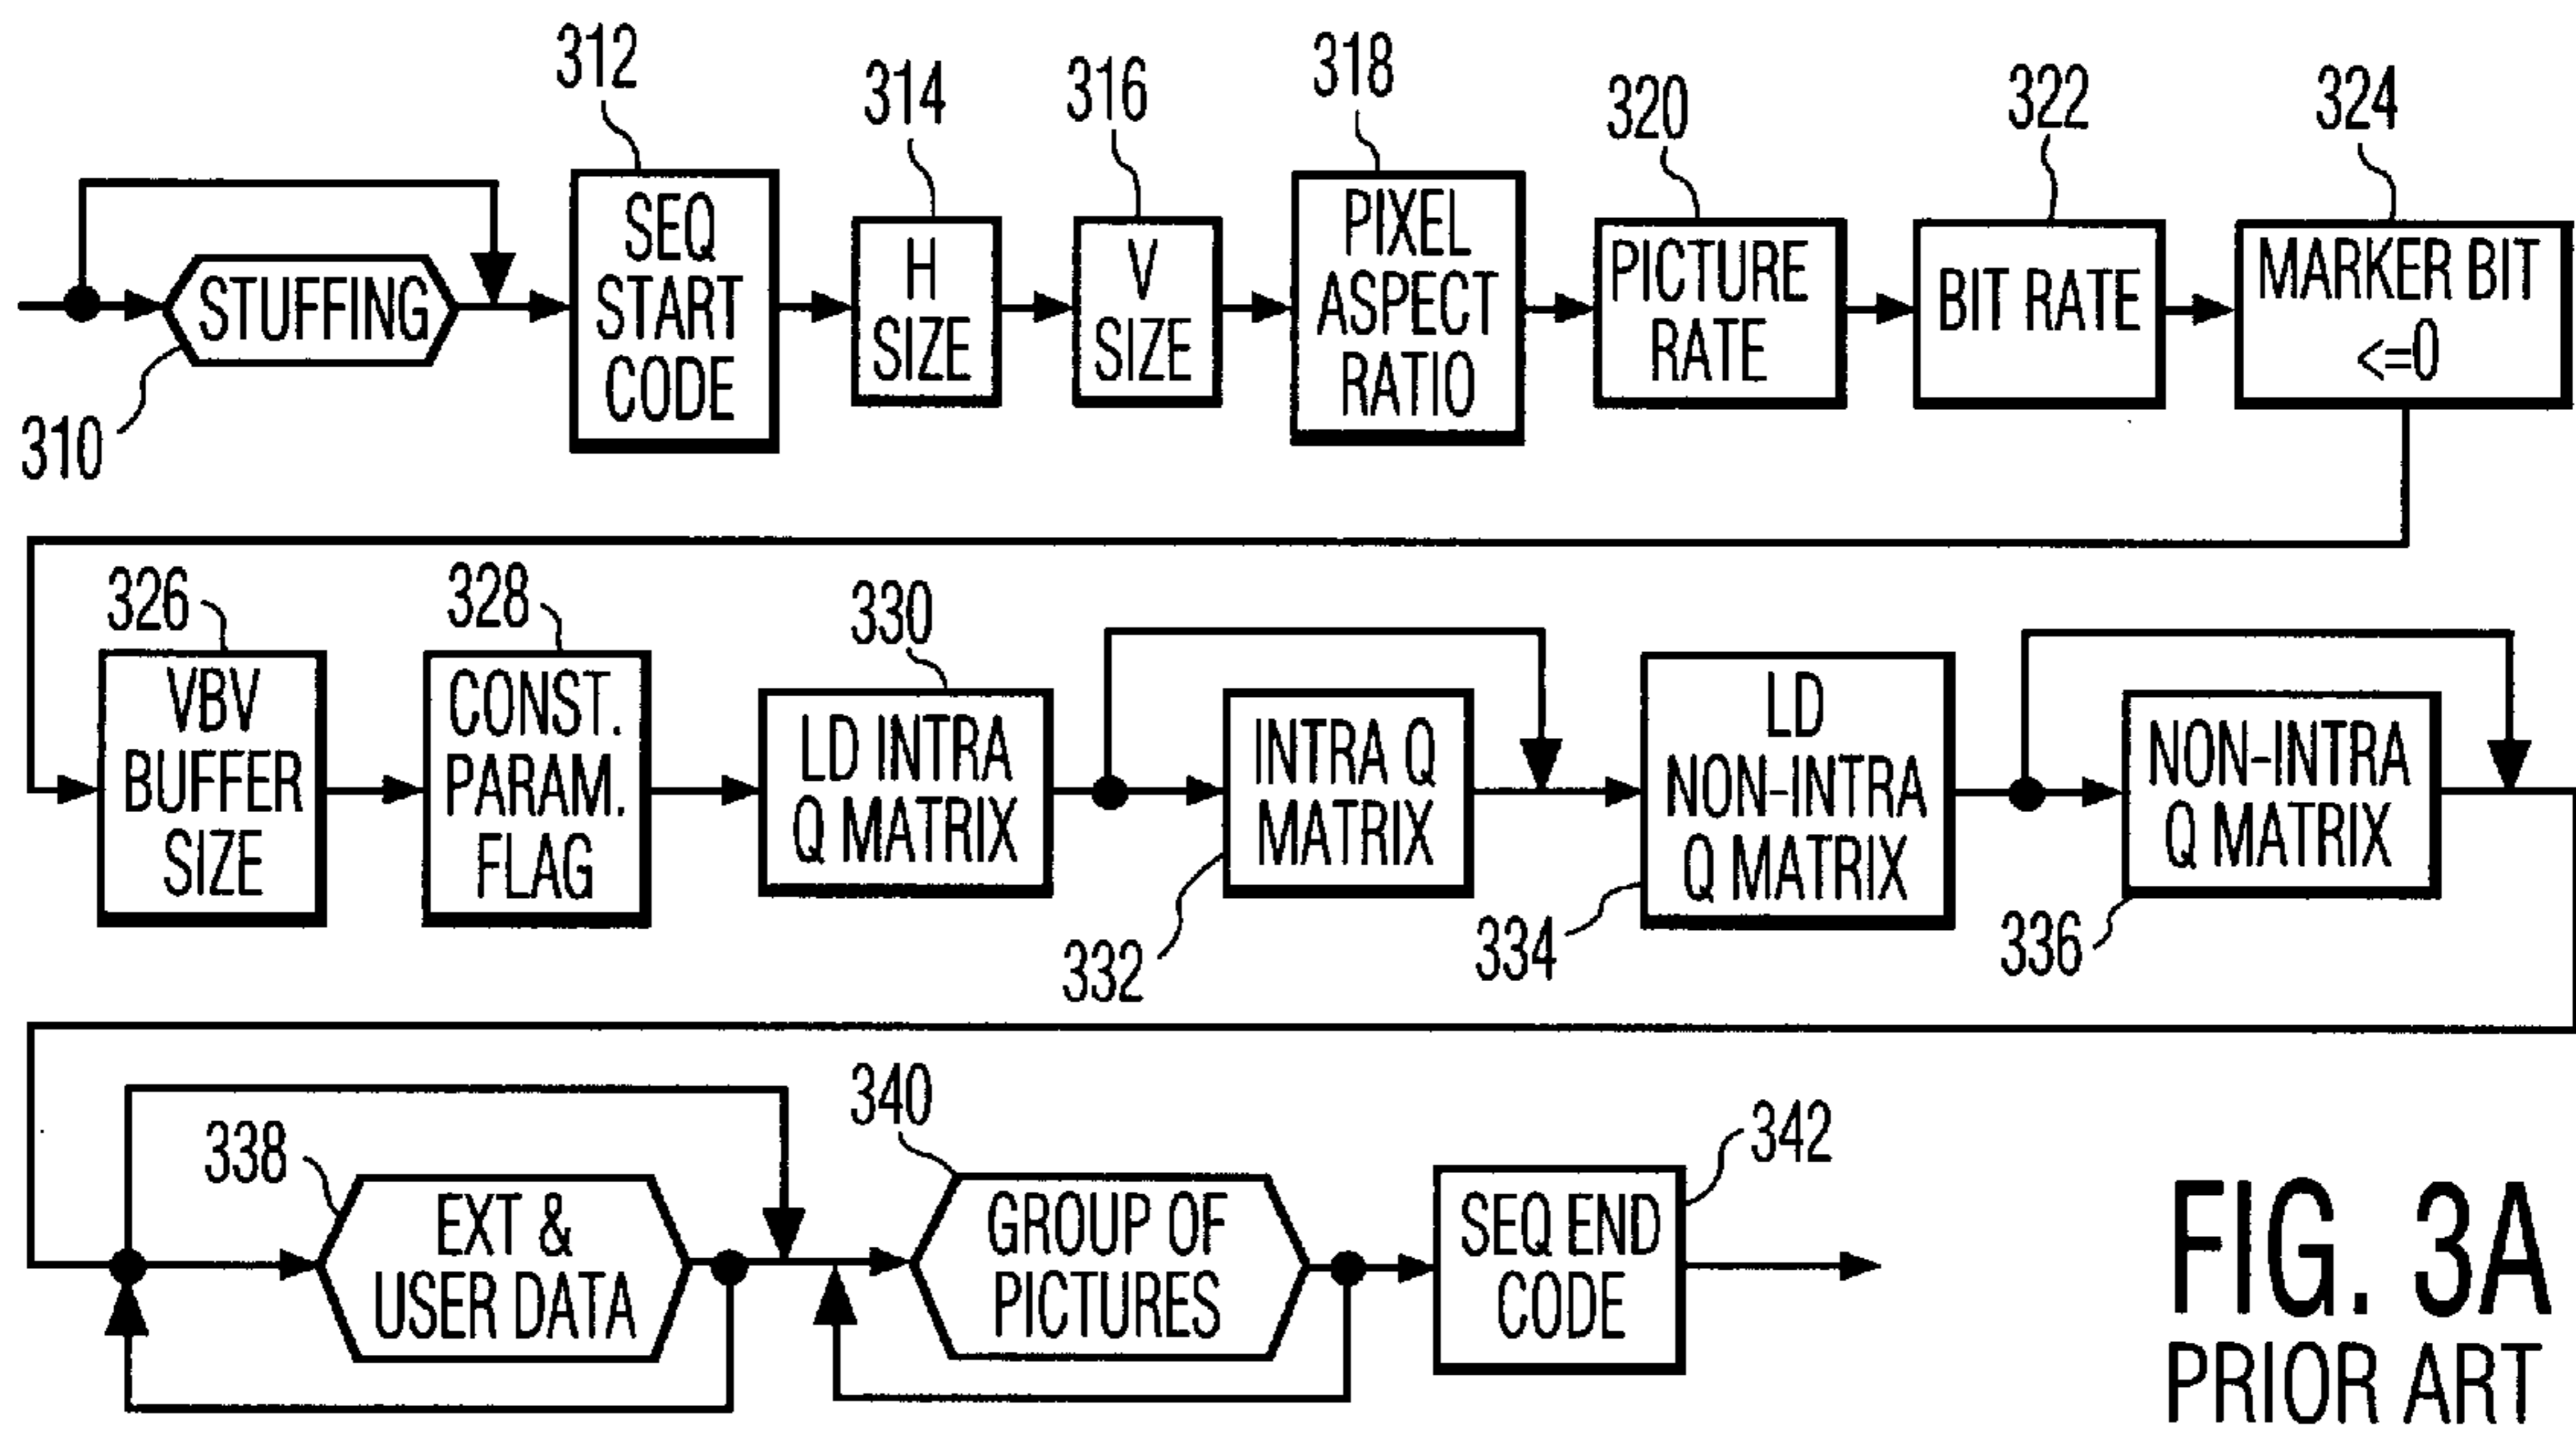 312
314
316
318
320
322
324
STUFFING
310
SEQ
START
CODE
H
SIZE
V
SIZE
PIXEL
ASPECT
RATIO
PICTURE
RATE
BIT RATE
MARKER BIT
<=0
326
328
330
VBV
BUFFER
SIZE
CONST.
PARAM.
FLAG
LD INTRA
Q MATRIX
INTRA Q
MATRIX
332
LD
NON-INTRA
Q MATRIX
334
NON-INTRA
Q MATRIX
336
338
EXT &
USER DATA
340
GROUP OF
PICTURES
342
SEQ END
CODE
FIG. 3A
PRIOR ART